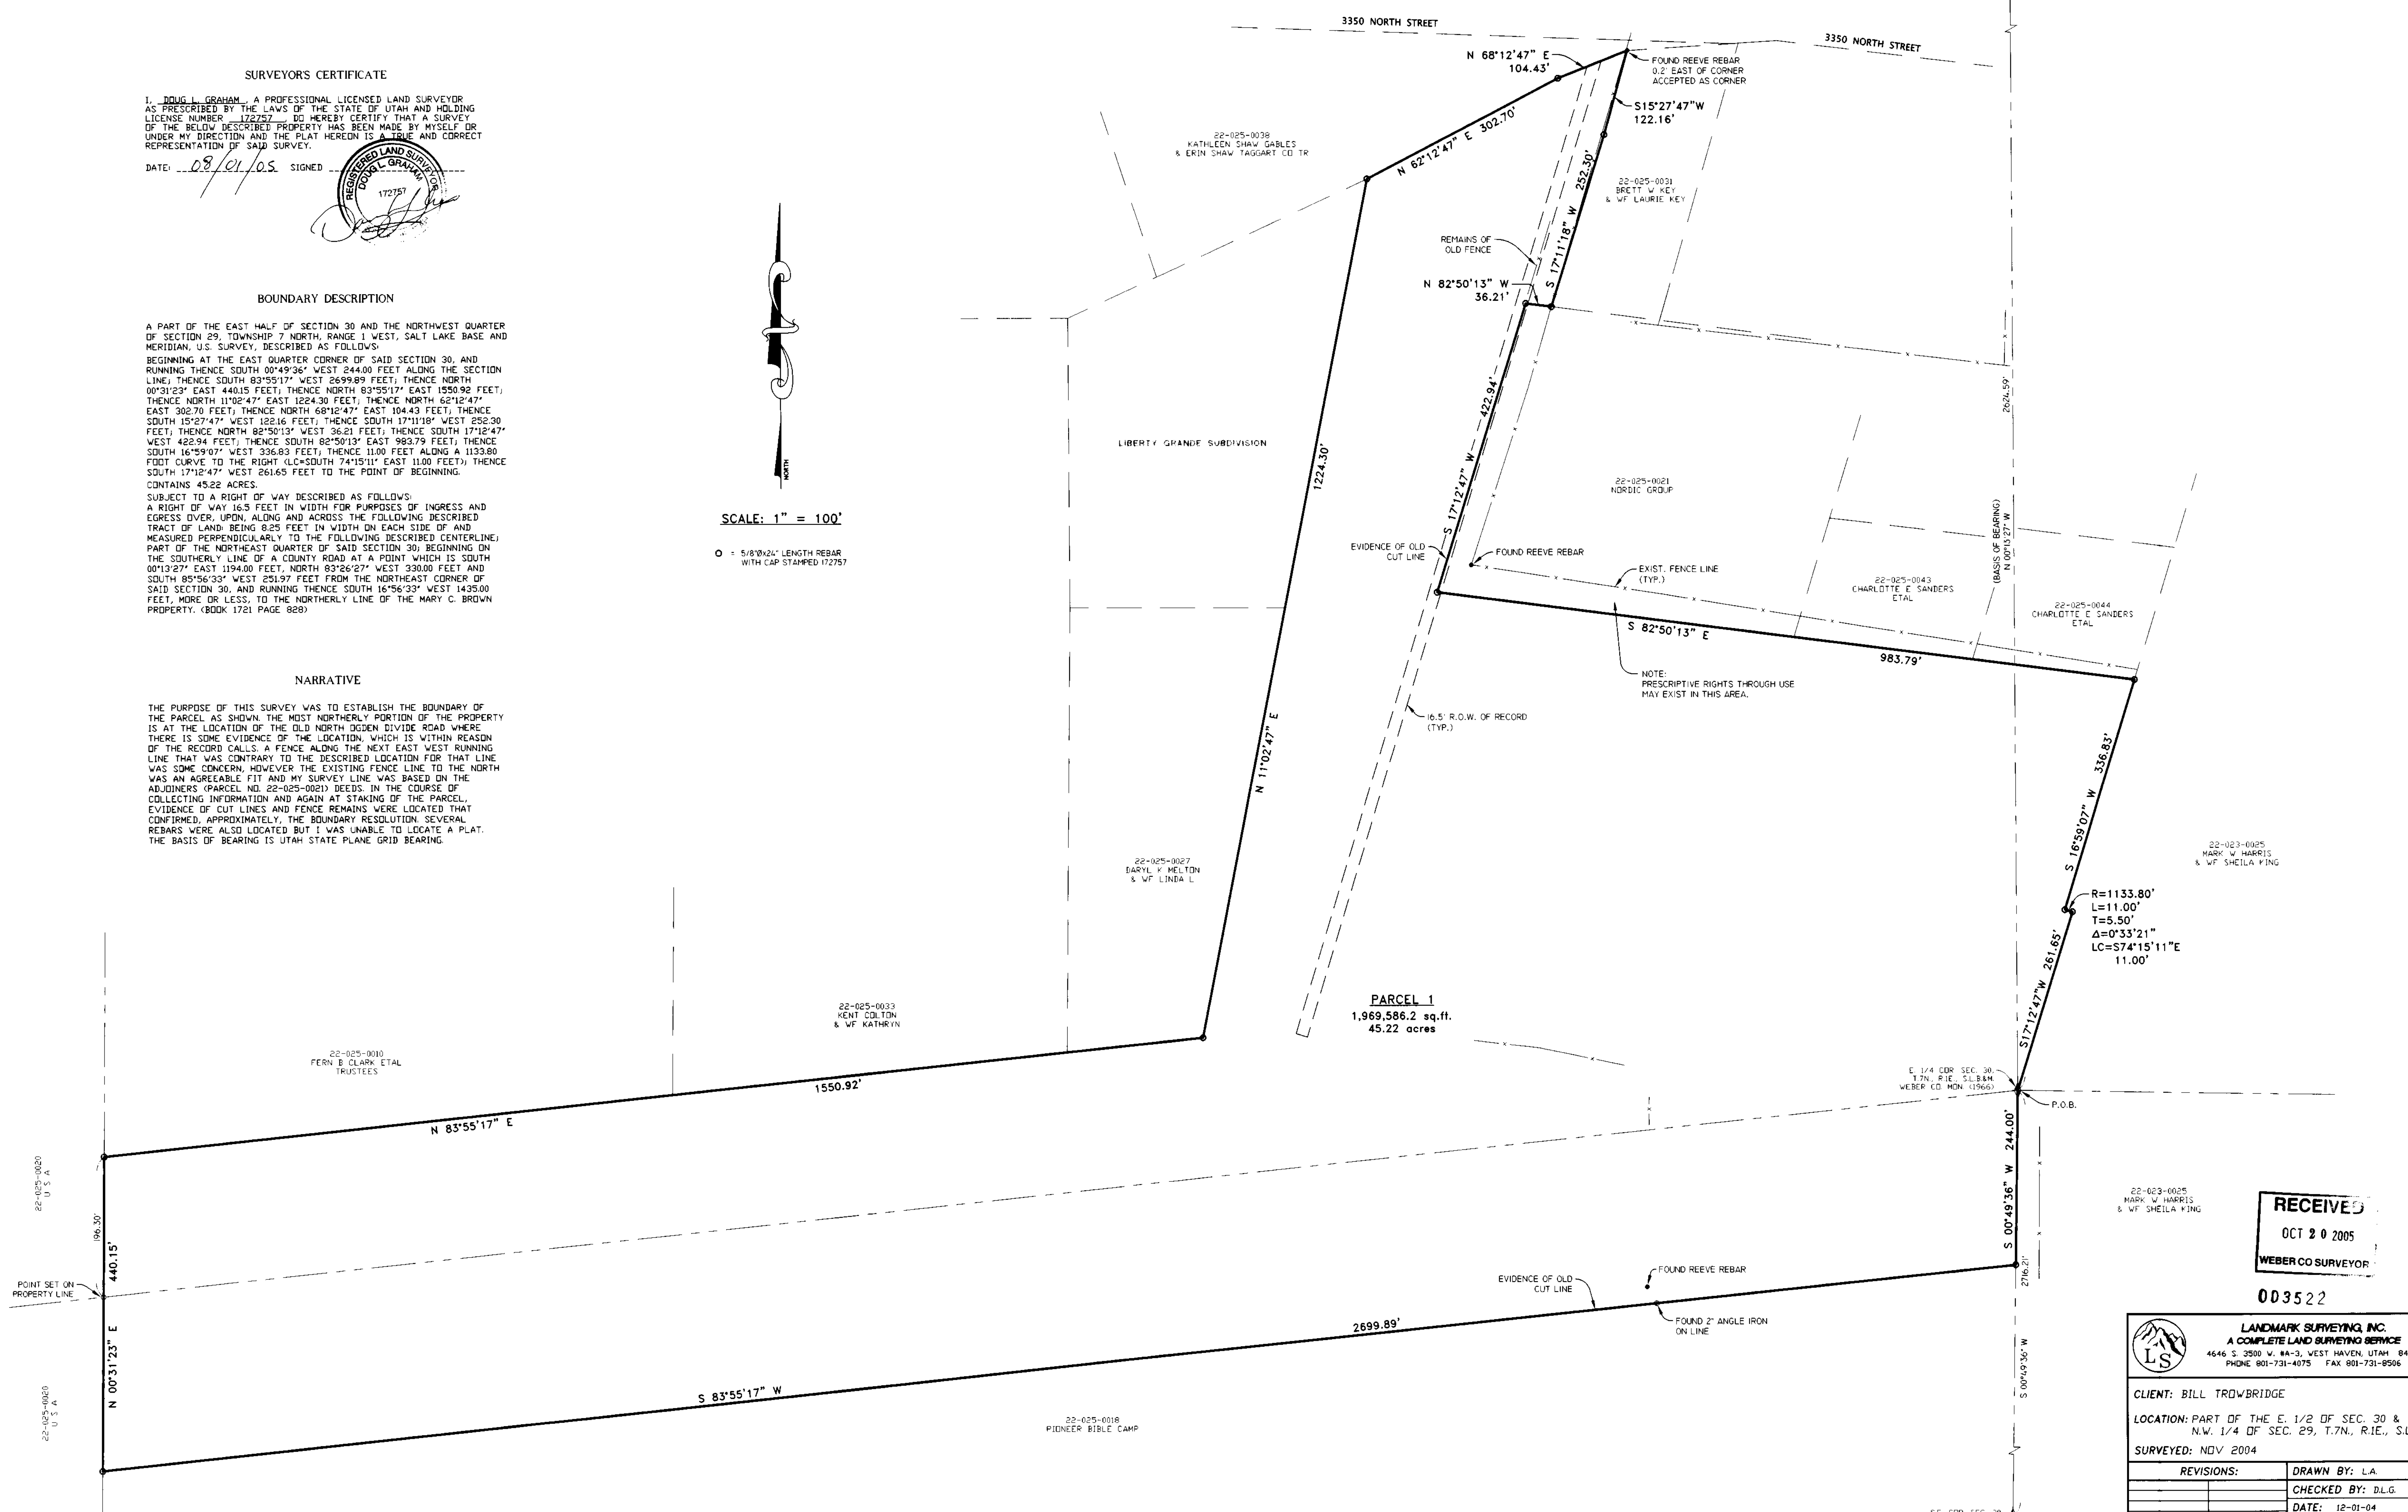 SURVEYOR'S CERTIFICATE
I, DOUG L. GRAHAM, A PROFESSIONAL LICENSED LAND SURVEYOR
AS PRESCRIBED BY THE LAWS OF THE STATE OF UTAH AND HOLDING
LICENSE NUMBER 172757, DO HEREBY CERTIFY THAT A SURVEY
OF THE BELOW DESCRIBED PROPERTY HAS BEEN MADE BY MYSELF OR
UNDER MY DIRECTION AND THE PLAT HEREON IS A TRUE AND CORRECT
REPRESENTATION OF SAID SURVEY.
DATE: 08/01/05 SIGNED
REGISTERED LAND SURVEYOR
DOUG L. GRAHAM
172757
BOUNDARY DESCRIPTION
A PART OF THE EAST HALF OF SECTION 30 AND THE NORTHWEST QUARTER
OF SECTION 29, TOWNSHIP 7 NORTH, RANGE 1 WEST, SALT LAKE BASE AND
MERIDIAN, U.S. SURVEY, DESCRIBED AS FOLLOWS:
BEGINNING AT THE EAST QUARTER CORNER OF SAID SECTION 30, AND
RUNNING THENCE SOUTH 00°49'36" WEST 244.00 FEET ALONG THE SECTION
LINE; THENCE SOUTH 83°55'17" WEST 2699.89 FEET; THENCE NORTH
00°31'23" EAST 440.15 FEET; THENCE NORTH 83°55'17" EAST 1550.92 FEET;
THENCE NORTH 11°02'47" EAST 1224.30 FEET; THENCE NORTH 62°12'47"
EAST 302.70 FEET; THENCE NORTH 68°12'47" EAST 104.43 FEET; THENCE
SOUTH 15°27'47" WEST 122.16 FEET; THENCE SOUTH 17°11'18" WEST 252.30
FEET; THENCE NORTH 82°50'13" WEST 36.21 FEET; THENCE SOUTH 17°12'47"
WEST 422.94 FEET; THENCE SOUTH 82°50'13" EAST 983.79 FEET; THENCE
SOUTH 16°59'07" WEST 336.83 FEET; THENCE 11.00 FEET ALONG A 1133.80
FOOT CURVE TO THE RIGHT (LC=SOUTH 74°15'11" EAST 11.00 FEET); THENCE
SOUTH 17°12'47" WEST 261.65 FEET TO THE POINT OF BEGINNING.
CONTAINS 45.22 ACRES.
SUBJECT TO A RIGHT OF WAY DESCRIBED AS FOLLOWS:
A RIGHT OF WAY 16.5 FEET IN WIDTH FOR PURPOSES OF INGRESS AND
EGRESS OVER, UPON, ALONG AND ACROSS THE FOLLOWING DESCRIBED
TRACT OF LAND: BEING 8.25 FEET IN WIDTH ON EACH SIDE OF AND
MEASURED PERPENDICULARLY TO THE FOLLOWING DESCRIBED CENTERLINE;
PART OF THE NORTHEAST QUARTER OF SAID SECTION 30; BEGINNING ON
THE SOUTHERLY LINE OF A COUNTY ROAD AT A POINT WHICH IS SOUTH
00°13'27" EAST 1194.00 FEET, NORTH 83°26'27" WEST 330.00 FEET AND
SOUTH 85°56'33" WEST 251.97 FEET FROM THE NORTHEAST CORNER OF
SAID SECTION 30, AND RUNNING THENCE SOUTH 16°56'33" WEST 1435.00
FEET, MORE OR LESS, TO THE NORTHERLY LINE OF THE MARY C. BROWN
PROPERTY. (BOOK 1721 PAGE 828)
NARRATIVE
THE PURPOSE OF THIS SURVEY WAS TO ESTABLISH THE BOUNDARY OF
THE PARCEL AS SHOWN. THE MOST NORTHERLY PORTION OF THE PROPERTY
IS AT THE LOCATION OF THE OLD NORTH OGDEN DIVIDE ROAD WHERE
THERE IS SOME EVIDENCE OF THE LOCATION, WHICH IS WITHIN REASON
OF THE RECORD CALLS. A FENCE ALONG THE NEXT EAST WEST RUNNING
LINE THAT WAS CONTRARY TO THE DESCRIBED LOCATION FOR THAT LINE
WAS SOME CONCERN, HOWEVER THE EXISTING FENCE LINE TO THE NORTH
WAS AN AGREEABLE FIT AND MY SURVEY LINE WAS BASED ON THE
ADJOINERS (PARCEL NO. 22-025-0021) DEEDS. IN THE COURSE OF
COLLECTING INFORMATION AND AGAIN AT STAKING OF THE PARCEL,
EVIDENCE OF CUT LINES AND FENCE REMAINS WERE LOCATED THAT
CONFIRMED, APPROXIMATELY, THE BOUNDARY RESOLUTION. SEVERAL
REBARS WERE ALSO LOCATED BUT I WAS UNABLE TO LOCATE A PLAT.
THE BASIS OF BEARING IS UTAH STATE PLANE GRID BEARING.
NORTH
SCALE: 1" = 100'
O = 5/8"Øx24" LENGTH REBAR
WITH CAP STAMPED 172757
3350 NORTH STREET
3350 NORTH STREET
N 68°12'47" E
104.43'
FOUND REEVE REBAR
0.2' EAST OF CORNER
ACCEPTED AS CORNER
S15°27'47"W
122.16'
22-025-0038
KATHLEEN SHAW GABLES
& ERIN SHAW TAGGART CO TR
N 62°12'47" E 302.70'
S 17°11'18" W 252.30'
22-025-0031
BRETT W KEY
& WF LAURIE KEY
REMAINS OF
OLD FENCE
N 82°50'13" W
36.21'
2624.59'
(BASIS OF BEARING)
N 00°13'27" W
LIBERTY GRANDE SUBDIVISION
N 11°02'47" E
1224.30'
S 17°12'47" W 422.94'
22-025-0021
NORDIC GROUP
EVIDENCE OF OLD
CUT LINE
FOUND REEVE REBAR
EXIST. FENCE LINE
(TYP.)
22-025-0043
CHARLOTTE E SANDERS
ETAL
22-025-0044
CHARLOTTE E SANDERS
ETAL
S 82°50'13" E
983.79'
NOTE:
PRESCRIPTIVE RIGHTS THROUGH USE
MAY EXIST IN THIS AREA.
16.5' R.O.W. OF RECORD
(TYP.)
S 16°59'07" W 336.83'
22-025-0027
DARYL K MELTON
& WF LINDA L
22-023-0025
MARK W HARRIS
& WF SHEILA KING
R=1133.80'
L=11.00'
T=5.50'
Δ=0°33'21"
LC=S74°15'11"E
11.00'
S17°12'47"W 261.65'
PARCEL 1
1,969,586.2 sq.ft.
45.22 acres
22-025-0033
KENT COLTON
& WF KATHRYN
22-025-0010
FERN B CLARK ETAL
TRUSTEES
E. 1/4 COR SEC. 30,
T.7N., R.1E., S.L.B.&M.
WEBER CO. MON. (1966)
P.O.B.
N 83°55'17" E
1550.92'
22-025-0020
U S A
196.30'
440.15'
POINT SET ON
PROPERTY LINE
N 00°31'23" E
22-025-0020
U S A
S 00°49'36" W 244.00'
22-023-0025
MARK W HARRIS
& WF SHEILA KING
2716.21'
S 00°49'36" W
EVIDENCE OF OLD
CUT LINE
FOUND REEVE REBAR
FOUND 2" ANGLE IRON
ON LINE
S 83°55'17" W
2699.89'
22-025-0018
PIONEER BIBLE CAMP
RECEIVED
OCT 20 2005
WEBER CO SURVEYOR
003522
LS
LANDMARK SURVEYING, INC.
A COMPLETE LAND SURVEYING SERVICE
4646 S. 3500 W. #A-3, WEST HAVEN, UTAH 84
PHONE 801-731-4075 FAX 801-731-8506
CLIENT: BILL TROWBRIDGE
LOCATION: PART OF THE E. 1/2 OF SEC. 30 &
N.W. 1/4 OF SEC. 29, T.7N., R.1E., S.L
SURVEYED: NOV 2004
REVISIONS:
DRAWN BY: L.A.
CHECKED BY: D.L.G.
DATE: 12-01-04